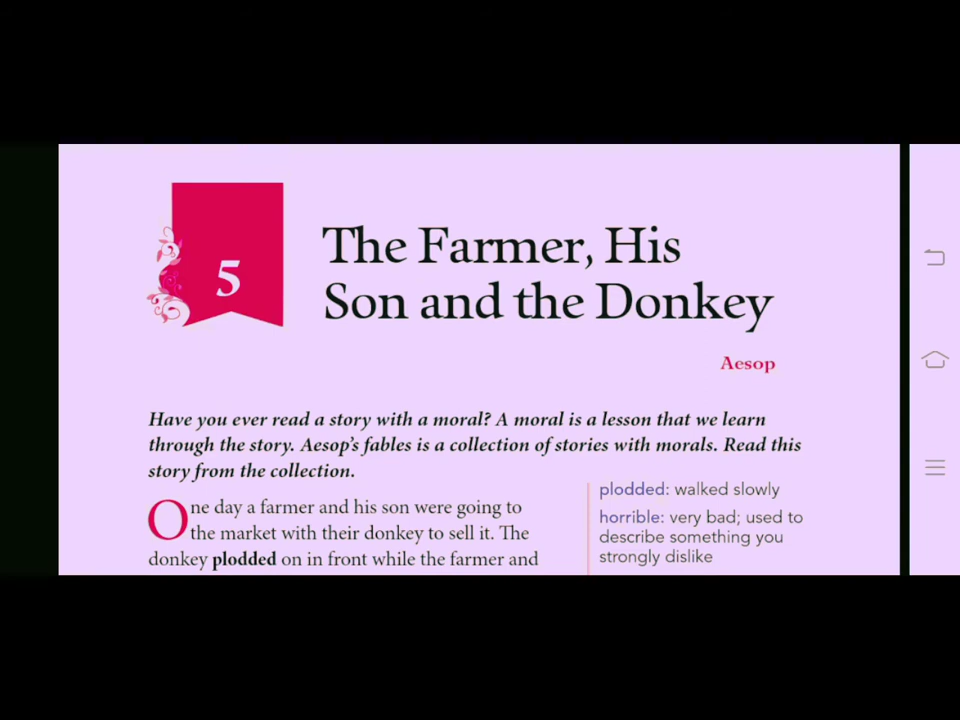 5
The Farmer, His
Son and the Donkey
Aesop
Have you ever read a story with a moral? A moral is a lesson that we learn
through the story. Aesop's fables is a collection of stories with morals. Read this
story from the collection.
One day a farmer and his son were going to
the market with their donkey to sell it. The
donkey plodded on in front while the farmer and
plodded: walked slowly
horrible: very bad; used to
describe something you
strongly dislike